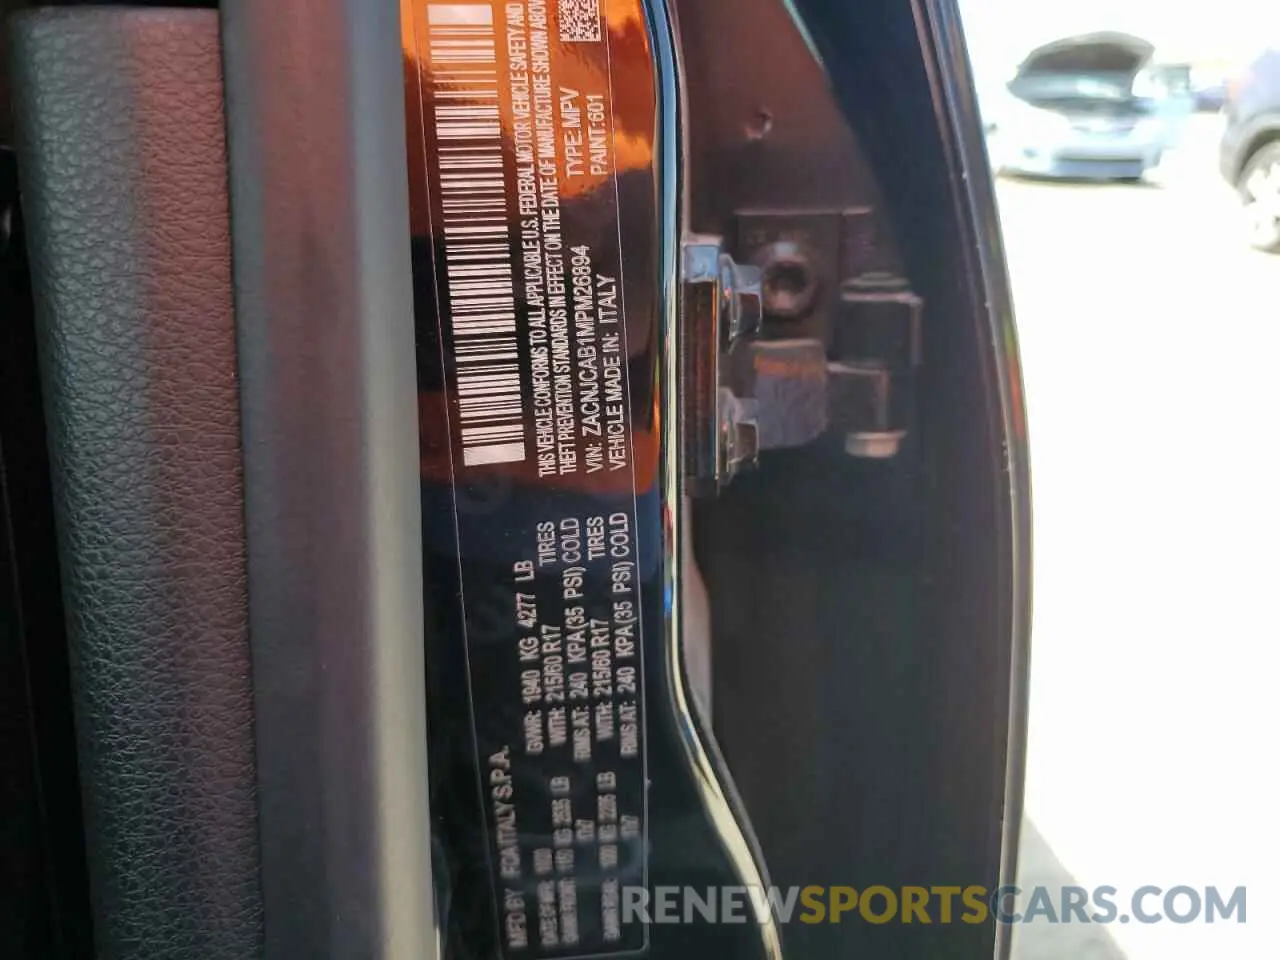 MFD BY FCA ITALY S.P.A.
GVWR: 1940 KG 4277 LB
WITH: 215/60 R17 TIRES
RIMS AT: 240 KPA(35 PSI) COLD
WITH: 215/60 R17 TIRES
RIMS AT: 240 KPA(35 PSI) COLD
THIS VEHICLE CONFORMS TO ALL APPLICABLE U.S. FEDERAL MOTOR VEHICLE SAFETY AND
THEFT PREVENTION STANDARDS IN EFFECT ON THE DATE OF MANUFACTURE SHOWN ABOVE
VIN: ZACNJCAB1MPM26894 TYPE: MPV
VEHICLE MADE IN: ITALY PAINT:601
RENEWSPORTSCARS.COM